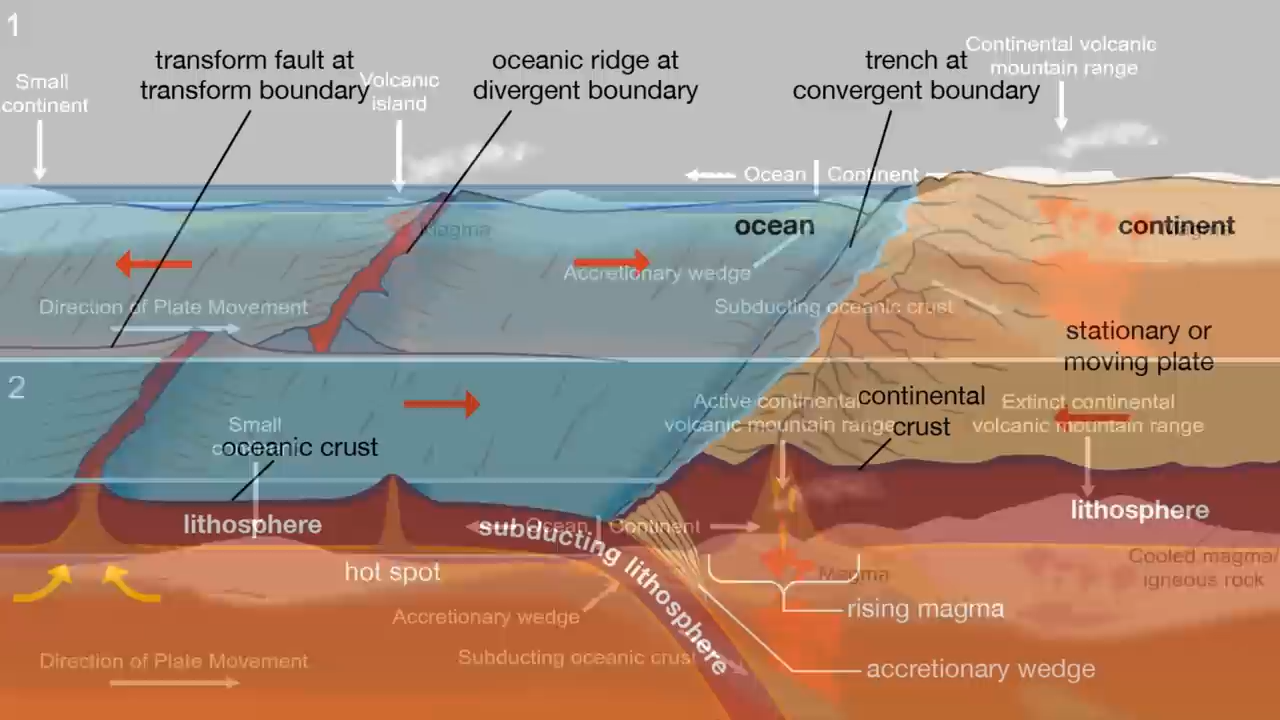 1
transform fault at
transform boundary
oceanic ridge at
divergent boundary
trench at
convergent boundary
Continental volcanic
mountain range
Small
continent
Volcanic
island
Ocean
Continent
ocean
continent
Magma
Magma
Accretionary wedge
Direction of Plate Movement
Subducting oceanic crust
stationary or
moving plate
2
Active continental
volcanic mountain range
continental
crust
Extinct continental
volcanic mountain range
Small
continent
oceanic crust
lithosphere
lithosphere
Ocean
Continent
subducting lithosphere
hot spot
Magma
Cooled magma/
igneous rock
rising magma
Accretionary wedge
Direction of Plate Movement
Subducting oceanic crust
accretionary wedge